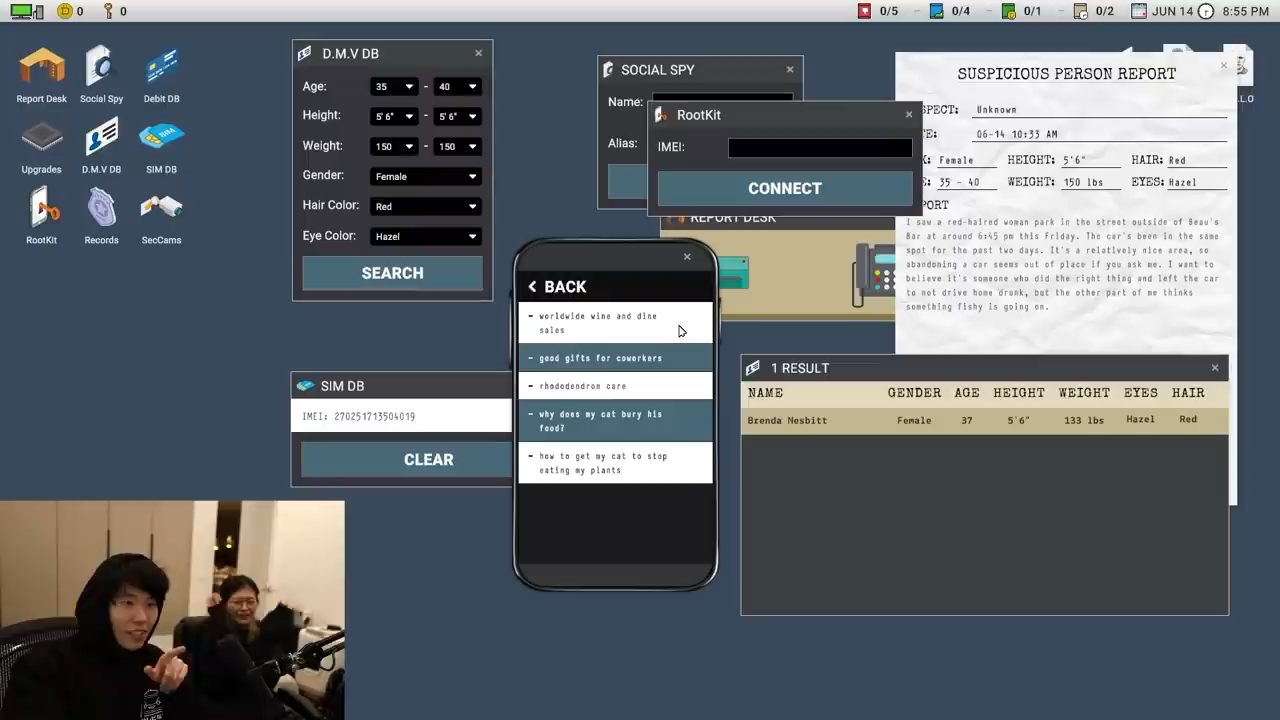 0
0
0/5
-
0/4
-
0/1
-
0/2
JUN 14
8:55 PM
Report Desk
Social Spy
Debit DB
Upgrades
D.M.V DB
SIM DB
RootKit
Records
SecCams
D.M.V DB
Age: 35 - 40
Height: 5' 6" - 5' 6"
Weight: 150 - 150
Gender: Female
Hair Color: Red
Eye Color: Hazel
SEARCH
SIM DB
IMEI: 270251713504019
CLEAR
SOCIAL SPY
Name:
Alias:
RootKit
IMEI:
CONNECT
REPORT DESK
BACK
- worldwide wine and dine
sales
- good gifts for coworkers
- rhododendron care
- why does my cat bury his
food?
- how to get my cat to stop
eating my plants
SUSPICIOUS PERSON REPORT
SPECT: Unknown
TE: 06-14 10:33 AM
X: Female HEIGHT: 5'6" HAIR: Red
E: 35 - 40 WEIGHT: 150 lbs EYES: Hazel
PORT
I saw a red-haired woman park in the street outside of Beau's
Bar at around 6:45 pm this Friday. The car's been in the same
spot for the past two days. It's a relatively nice area, so
abandoning a car seems out of place if you ask me. I want to
believe it's someone who did the right thing and left the car
to not drive home drunk, but the other part of me thinks
something fishy is going on.
1 RESULT
NAME GENDER AGE HEIGHT WEIGHT EYES HAIR
Brenda Nesbitt Female 37 5'6" 133 lbs Hazel Red